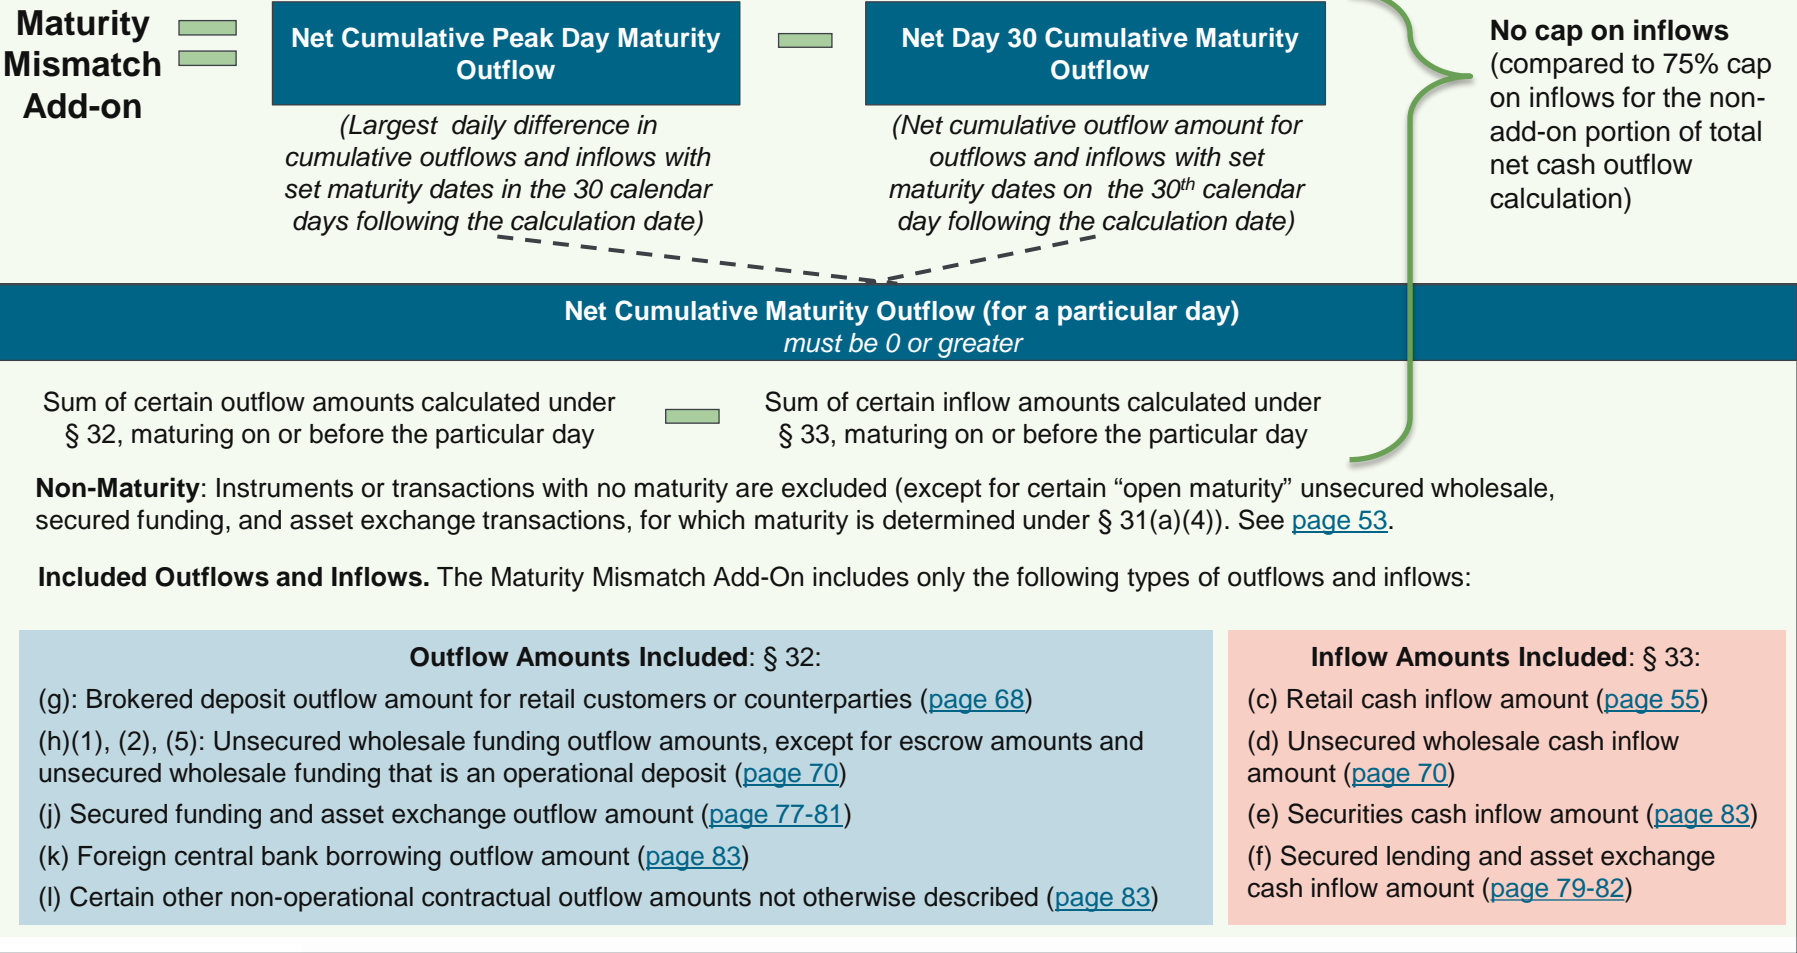 Maturity
Mismatch
Add-on
Net Cumulative Peak Day Maturity
Outflow
(Largest daily difference in
cumulative outflows and inflows with
set maturity dates in the 30 calendar
days following the calculation date)
Net Day 30 Cumulative Maturity
Outflow
(Net cumulative outflow amount for
outflows and inflows with set
maturity dates on the 30th calendar
day following the calculation date)
No cap on inflows
(compared to 75% cap
on inflows for the non-
add-on portion of total
net cash outflow
calculation)
Net Cumulative Maturity Outflow (for a particular day)
must be 0 or greater
Sum of certain outflow amounts calculated under
§ 32, maturing on or before the particular day
Sum of certain inflow amounts calculated under
§ 33, maturing on or before the particular day
Non-Maturity: Instruments or transactions with no maturity are excluded (except for certain “open maturity” unsecured wholesale,
secured funding, and asset exchange transactions, for which maturity is determined under § 31(a)(4)). See page 53.
Included Outflows and Inflows. The Maturity Mismatch Add-On includes only the following types of outflows and inflows:
Outflow Amounts Included: § 32:
(g): Brokered deposit outflow amount for retail customers or counterparties (page 68)
(h)(1), (2), (5): Unsecured wholesale funding outflow amounts, except for escrow amounts and
unsecured wholesale funding that is an operational deposit (page 70)
(j) Secured funding and asset exchange outflow amount (page 77-81)
(k) Foreign central bank borrowing outflow amount (page 83)
(l) Certain other non-operational contractual outflow amounts not otherwise described (page 83)
Inflow Amounts Included: § 33:
(c) Retail cash inflow amount (page 55)
(d) Unsecured wholesale cash inflow
amount (page 70)
(e) Securities cash inflow amount (page 83)
(f) Secured lending and asset exchange
cash inflow amount (page 79-82)